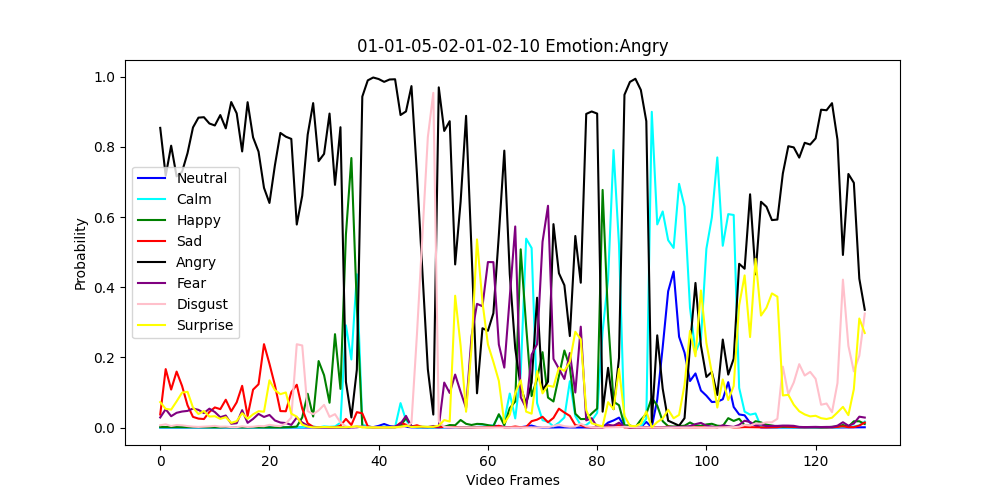 01-01-05-02-01-02-10 Emotion:Angry
Probability
1.0
0.8
0.6
0.4
0.2
0.0
Neutral
Calm
Happy
Sad
Angry
Fear
Disgust
Surprise
0 20 40 60 80 100 120
Video Frames